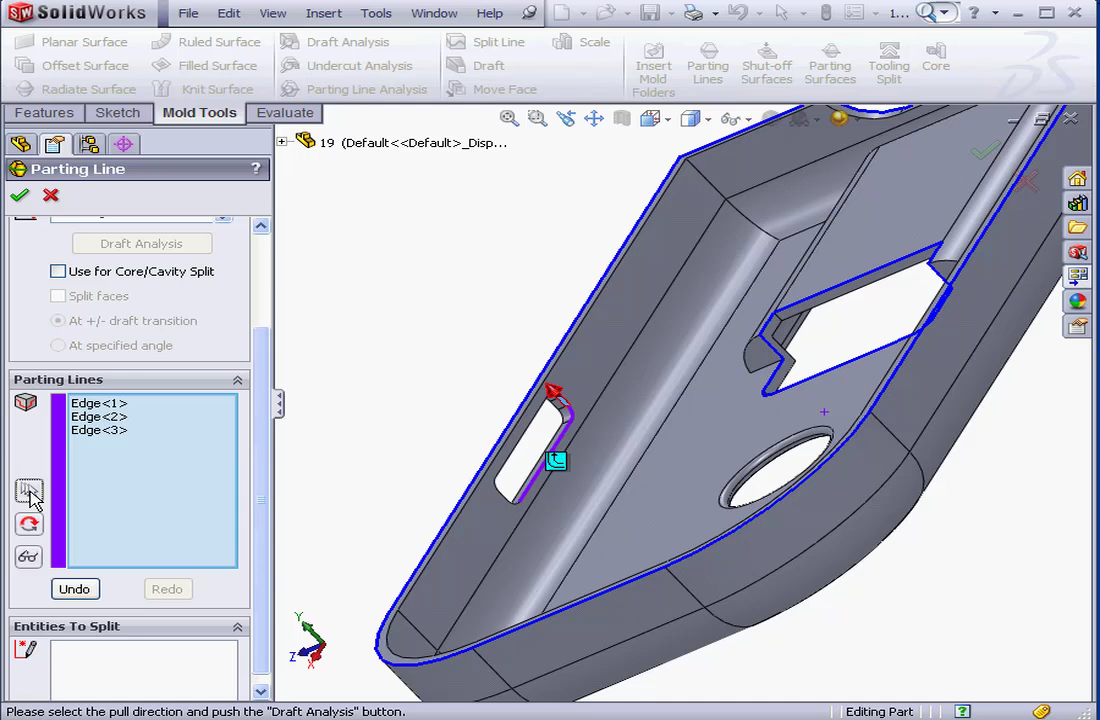 SolidWorks File Edit View Insert Tools Window Help 1...
Planar Surface Ruled Surface Draft Analysis Split Line Scale
Offset Surface Filled Surface Undercut Analysis Draft
Radiate Surface Knit Surface Parting Line Analysis Move Face
Insert Mold Folders
Parting Lines
Shut-off Surfaces
Parting Surfaces
Tooling Split
Core
Features Sketch Mold Tools Evaluate
19 (Default<<Default>_Disp...
Parting Line ?
Draft Analysis
Use for Core/Cavity Split
Split faces
At +/- draft transition
At specified angle
Parting Lines
Edge<1>
Edge<2>
Edge<3>
Undo Redo
Entities To Split
Y
Z X
Please select the pull direction and push the "Draft Analysis" button. Editing Part